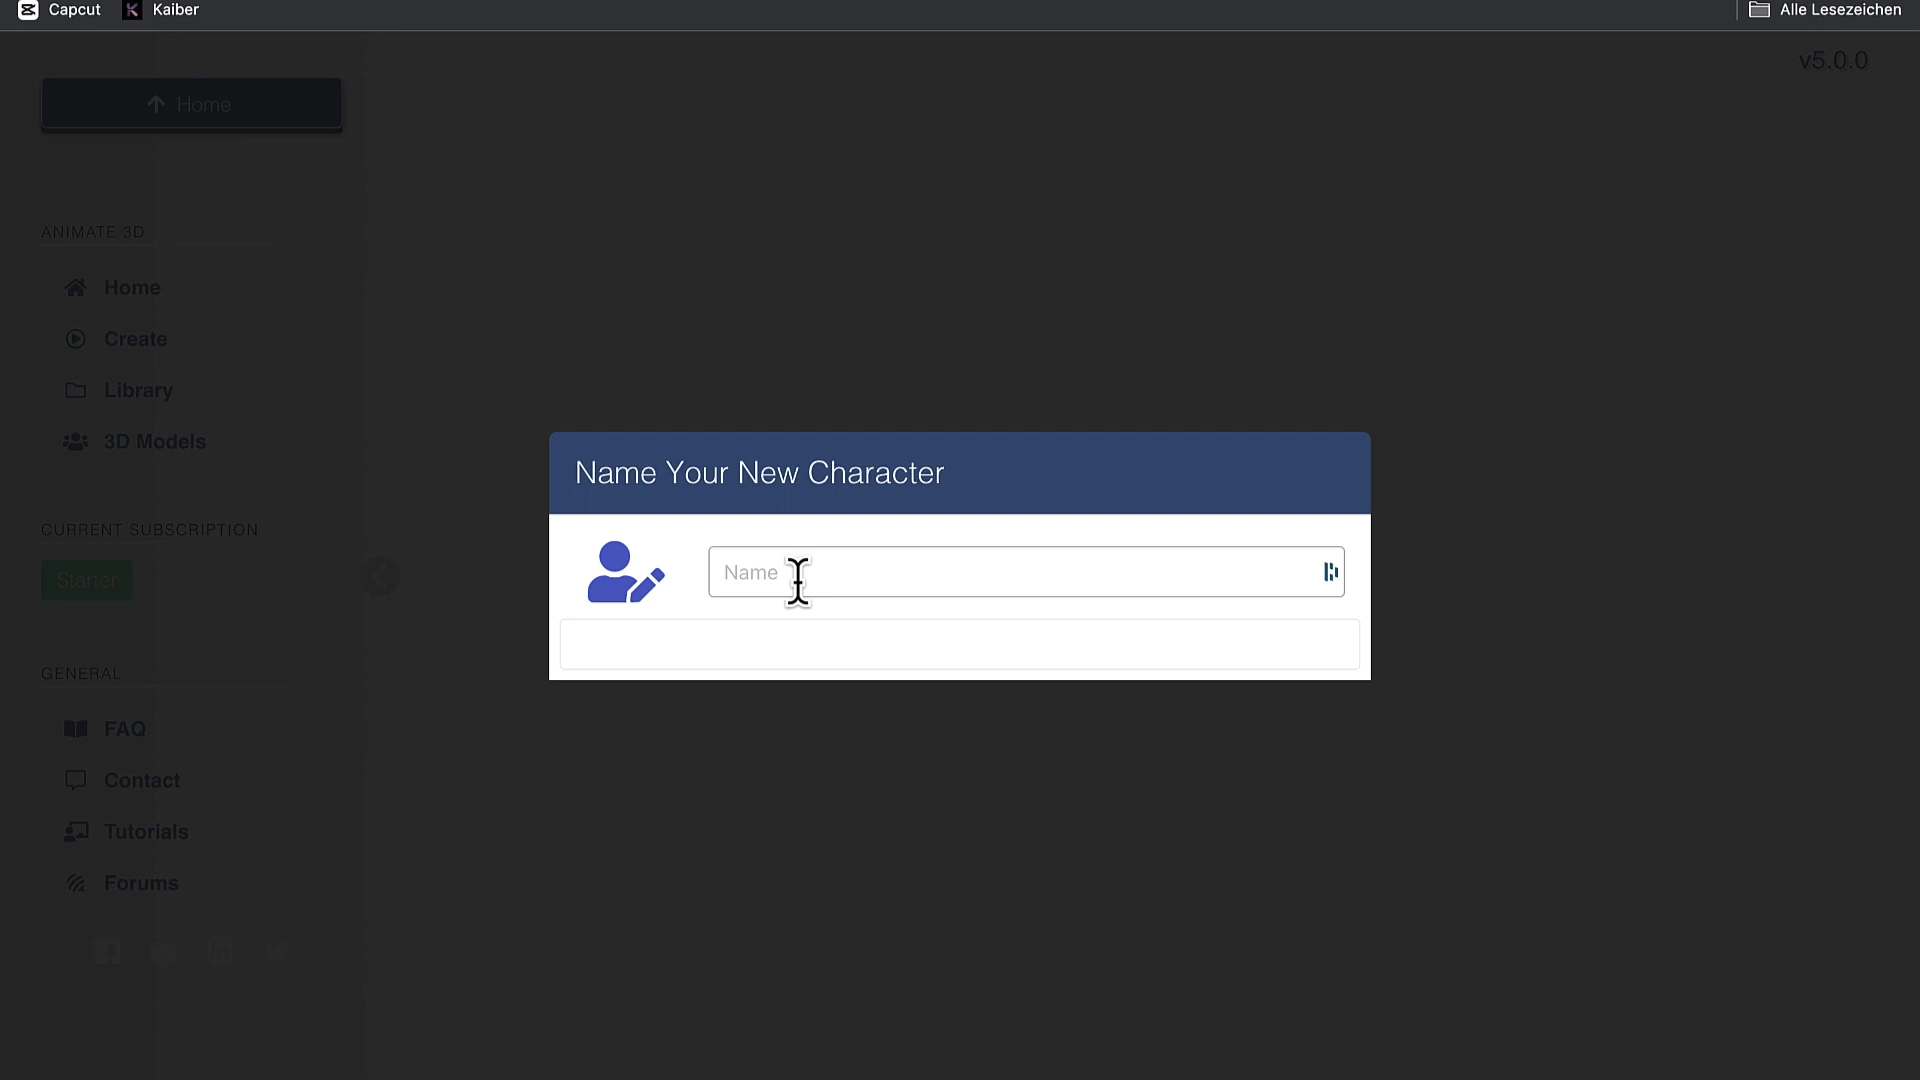 Capcut
Kaiber
Alle Lesezeichen
v5.0.0
Home
ANIMATE 3D
Home
Create
Library
3D Models
CURRENT SUBSCRIPTION
Starter
GENERAL
FAQ
Contact
Tutorials
Forums
Name Your New Character
Name